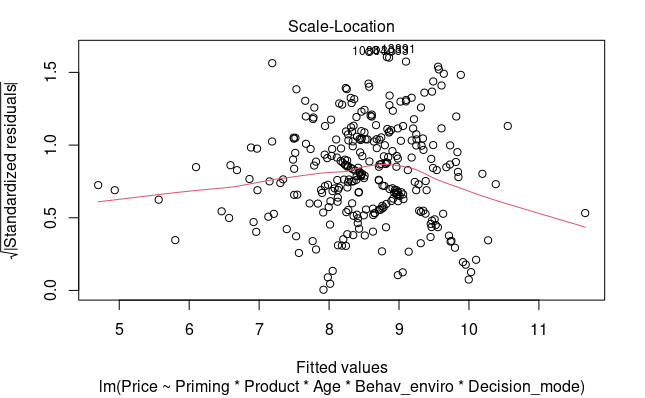 Scale-Location
√|Standardized residuals|
1.5
1.0
0.5
0.0
5 6 7 8 9 10 11
Fitted values
lm(Price ~ Priming * Product * Age * Behav_enviro * Decision_mode)